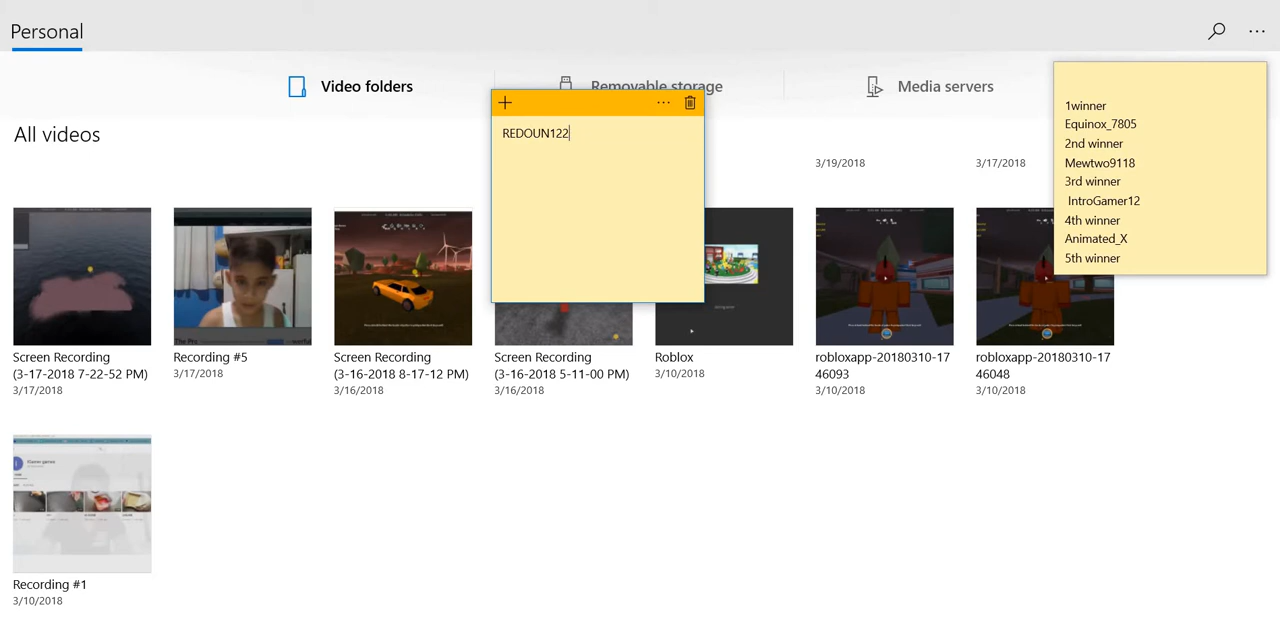 Personal
Video folders
Removable storage
Media servers
All videos
REDOUN122
1winner
Equinox_7805
2nd winner
Mewtwo9118
3rd winner
IntroGamer12
4th winner
Animated_X
5th winner
3/19/2018
3/17/2018
Screen Recording
(3-17-2018 7-22-52 PM)
3/17/2018
Recording #5
3/17/2018
Screen Recording
(3-16-2018 8-17-12 PM)
3/16/2018
Screen Recording
(3-16-2018 5-11-00 PM)
3/16/2018
Roblox
3/10/2018
robloxapp-20180310-17
46093
3/10/2018
robloxapp-20180310-17
46048
3/10/2018
Recording #1
3/10/2018